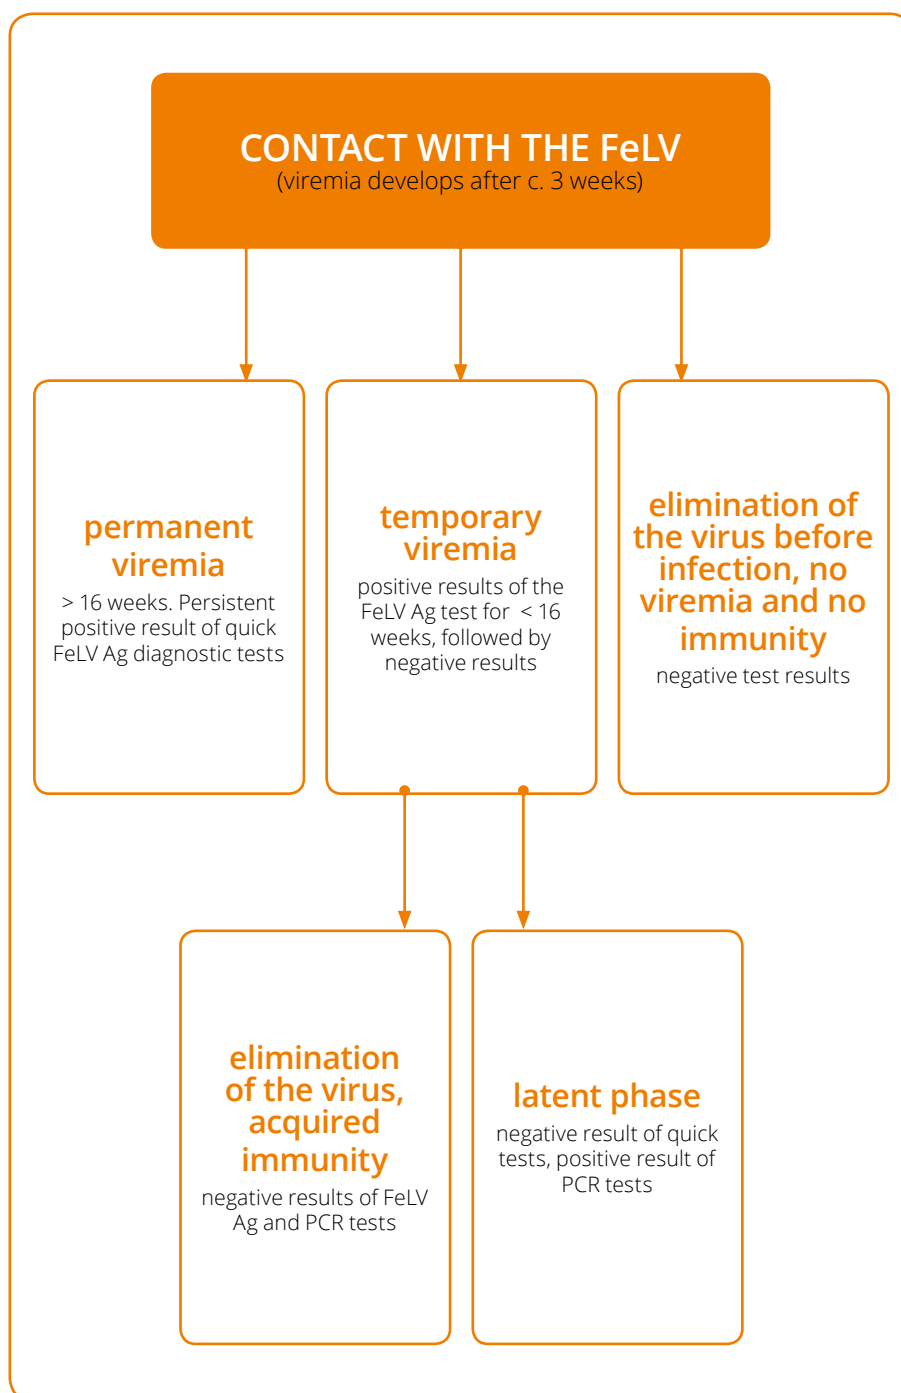 CONTACT WITH THE FeLV
(viremia develops after c. 3 weeks)
permanent
viremia
> 16 weeks. Persistent
positive result of quick
FeLV Ag diagnostic tests
temporary
viremia
positive results of the
FeLV Ag test for < 16
weeks, followed by
negative results
elimination of
the virus before
infection, no
viremia and no
immunity
negative test results
elimination
of the virus,
acquired
immunity
negative results of FeLV
Ag and PCR tests
latent phase
negative result of quick
tests, positive result of
PCR tests